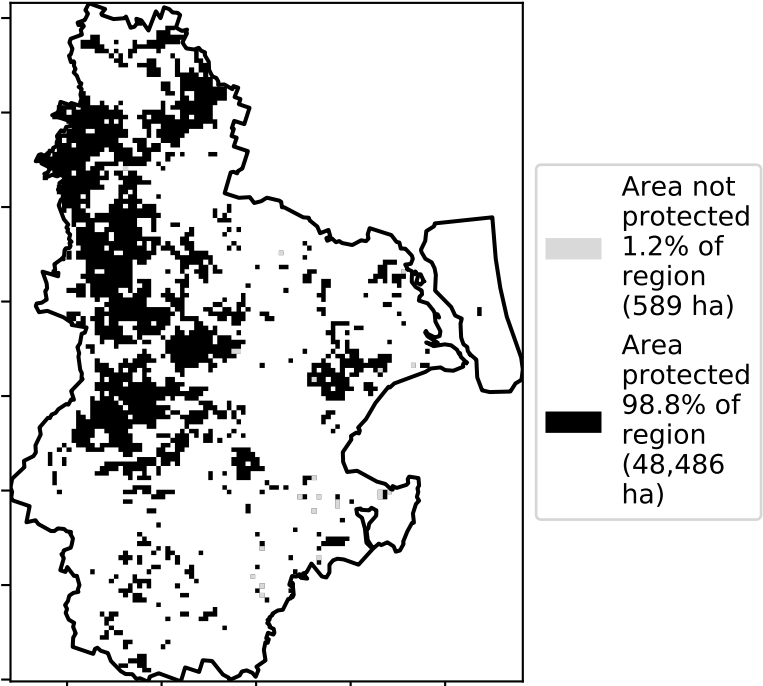 Area not
protected
1.2% of
region
(589 ha)
Area
protected
98.8% of
region
(48,486
ha)